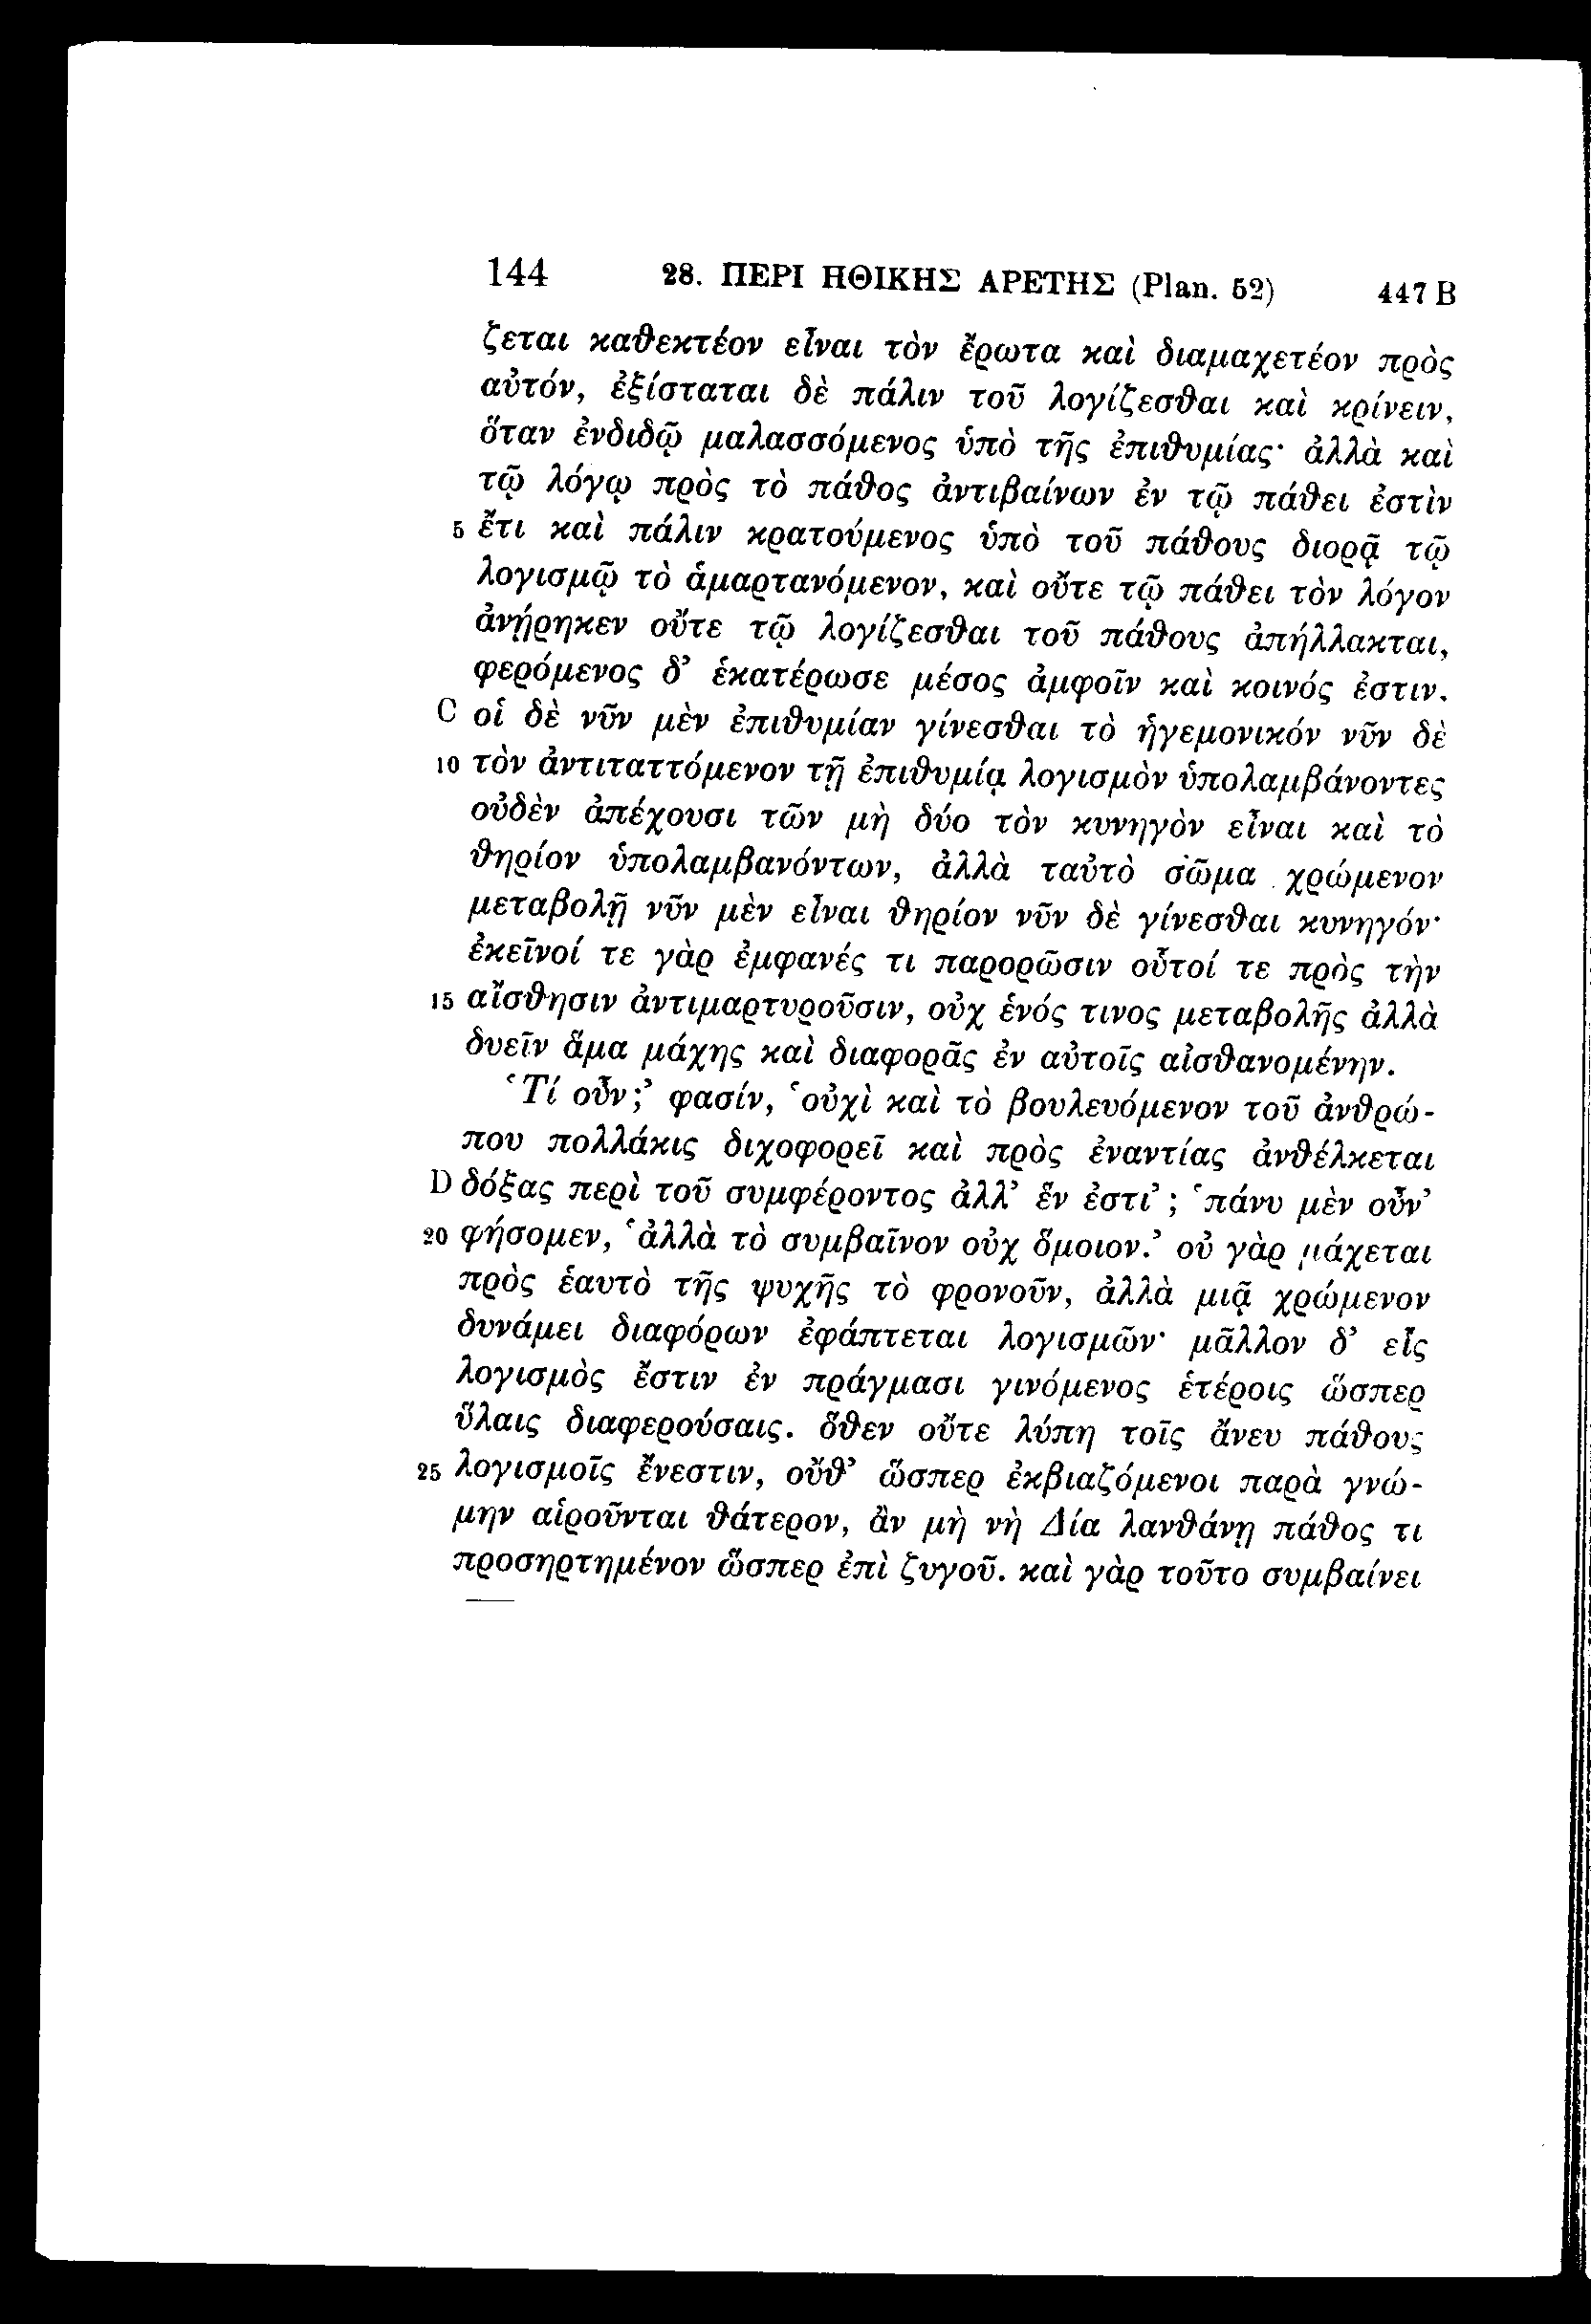 144 28. ΠΕΡΙ ΗΘΙΚΗΣ ΑΡΕΤΗΣ (Plan. 52) 447 B
ζεται καθεκτέον εἶναι τὸν ἔρωτα καὶ διαμαχετέον πρὸς
αὐτόν, ἐξίσταται δὲ πάλιν τοῦ λογίζεσθαι καὶ κρίνειν,
ὅταν ἐνδιδῷ μαλασσόμενος ὑπὸ τῆς ἐπιθυμίας· ἀλλὰ καὶ
τῷ λόγῳ πρὸς τὸ πάθος ἀντιβαίνων ἐν τῷ πάθει ἐστὶν
5 ἔτι καὶ πάλιν κρατούμενος ὑπὸ τοῦ πάθους διορᾷ τῷ
λογισμῷ τὸ ἁμαρτανόμενον, καὶ οὔτε τῷ πάθει τὸν λόγον
ἀνῄρηκεν οὔτε τῷ λογίζεσθαι τοῦ πάθους ἀπήλλακται,
φερόμενος δ’ ἑκατέρωσε μέσος ἀμφοῖν καὶ κοινός ἐστιν.
C οἱ δὲ νῦν μὲν ἐπιθυμίαν γίνεσθαι τὸ ἡγεμονικόν νῦν δὲ
10 τὸν ἀντιταττόμενον τῇ ἐπιθυμίᾳ λογισμὸν ὑπολαμβάνοντες
οὐδὲν ἀπέχουσι τῶν μὴ δύο τὸν κυνηγὸν εἶναι καὶ τὸ
θηρίον ὑπολαμβανόντων, ἀλλὰ ταὐτὸ σῶμα χρώμενον
μεταβολῇ νῦν μὲν εἶναι θηρίον νῦν δὲ γίνεσθαι κυνηγόν·
ἐκεῖνοί τε γὰρ ἐμφανές τι παρορῶσιν οὗτοί τε πρὸς τὴν
15 αἴσθησιν ἀντιμαρτυροῦσιν, οὐχ ἑνός τινος μεταβολῆς ἀλλὰ
δυεῖν ἅμα μάχης καὶ διαφορᾶς ἐν αὐτοῖς αἰσθανομένην.
‘Τί οὖν;’ φασίν, ‘οὐχὶ καὶ τὸ βουλευόμενον τοῦ ἀνθρώ-
που πολλάκις διχοφορεῖ καὶ πρὸς ἐναντίας ἀνθέλκεται
D δόξας περὶ τοῦ συμφέροντος ἀλλ’ ἕν ἐστι’; ‘πάνυ μὲν οὖν’
20 φήσομεν, ‘ἀλλὰ τὸ συμβαῖνον οὐχ ὅμοιον.’ οὐ γὰρ μάχεται
πρὸς ἑαυτὸ τῆς ψυχῆς τὸ φρονοῦν, ἀλλὰ μιᾷ χρώμενον
δυνάμει διαφόρων ἐφάπτεται λογισμῶν· μᾶλλον δ’ εἷς
λογισμὸς ἔστιν ἐν πράγμασι γινόμενος ἑτέροις ὥσπερ
ὕλαις διαφερούσαις. ὅθεν οὔτε λύπη τοῖς ἄνευ πάθους
25 λογισμοῖς ἔνεστιν, οὔθ’ ὥσπερ ἐκβιαζόμενοι παρὰ γνώ-
μην αἱροῦνται θάτερον, ἂν μὴ νὴ Δία λανθάνῃ πάθος τι
προσηρτημένον ὥσπερ ἐπὶ ζυγοῦ. καὶ γὰρ τοῦτο συμβαίνει